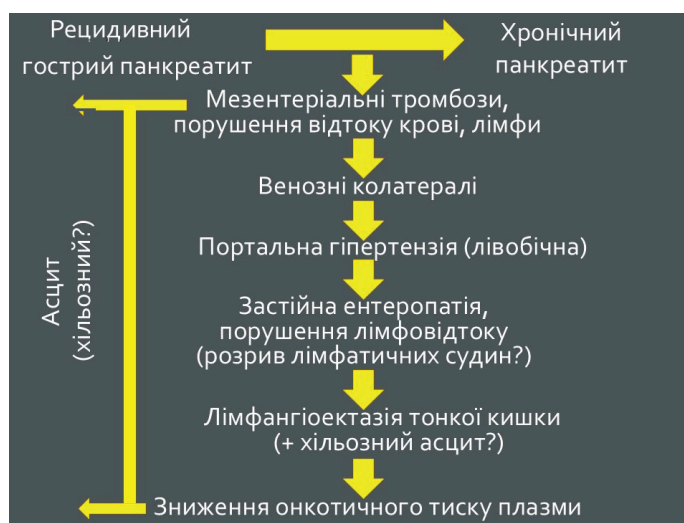 Рецидивний
гострий панкреатит
Хронічний
панкреатит
Мезентеріальні тромбози,
порушення відтоку крові, лімфи
Венозні колатералі
Портальна гіпертензія (лівобічна)
Застійна ентеропатія,
порушення лімфовідтоку
(розрив лімфатичних судин?)
Лімфангіоектазія тонкої кишки
(+ хільозний асцит?)
Зниження онкотичного тиску плазми
Асцит
(хільозний?)